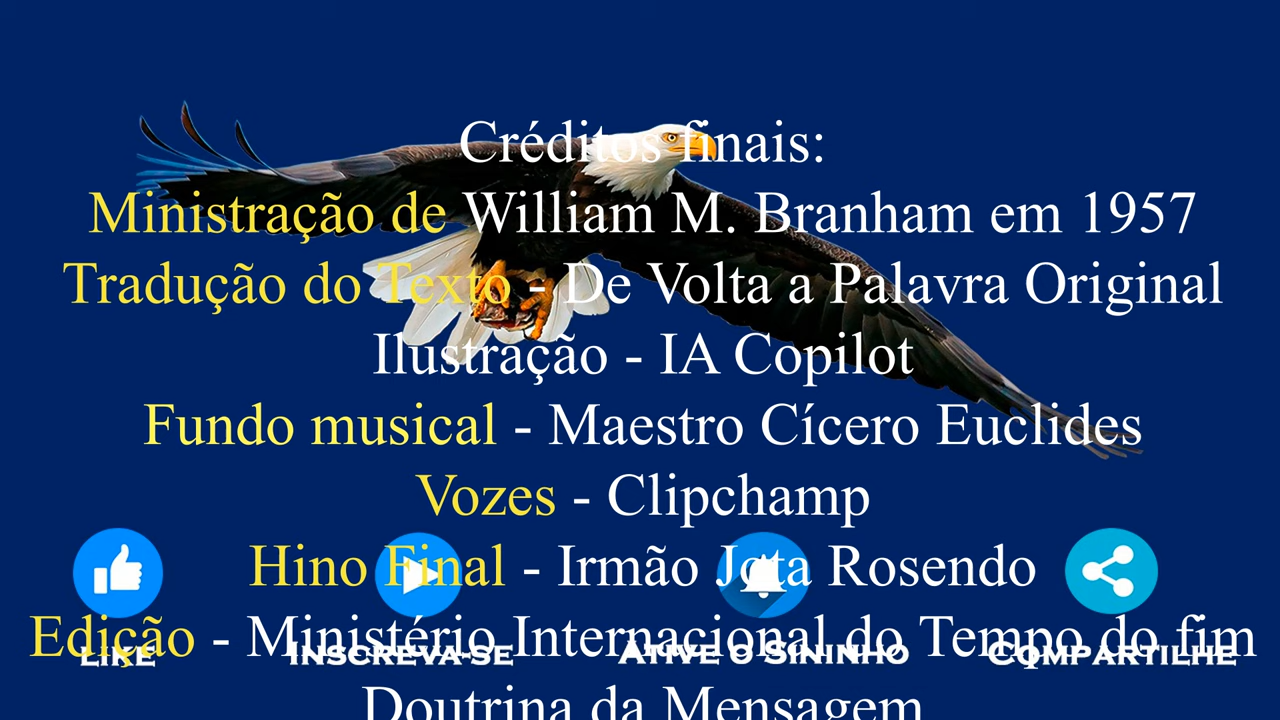 Créditos finais:
Ministração de William M. Branham em 1957
Tradução do Texto - De Volta a Palavra Original
Ilustração - IA Copilot
Fundo musical - Maestro Cícero Euclides
Vozes - Clipchamp
Hino Final - Irmão Jota Rosendo
Edição - Ministério Internacional do Tempo do fim
LIKE INSCREVA-SE ATIVE O SININHO COMPARTILHE
Doutrina da Mensagem